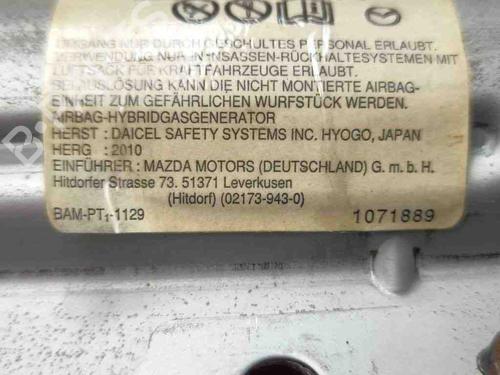 UMGANG NUR DURCH GESCHULTES PERSONAL ERLAUBT.
VERWENDUNG NUR IN INSASSEN-RÜCKHALTESYSTEMEN MIT
LUFTSACK FÜR KRAFTFAHRZEUGE ERLAUBT.
BEI AUSLÖSUNG KANN DIE NICHT MONTIERTE AIRBAG-
EINHEIT ZUM GEFÄHRLICHEN WURFSTÜCK WERDEN.
AIRBAG-HYBRIDGASGENERATOR
HERST : DAICEL SAFETY SYSTEMS INC. HYOGO, JAPAN
HERG : 2010
EINFÜHRER : MAZDA MOTORS (DEUTSCHLAND) G. m. b. H.
Hitdorfer Strasse 73. 51371 Leverkusen
(Hitdorf) (02173-943-0)
BAM-PT₁-1129 1071889